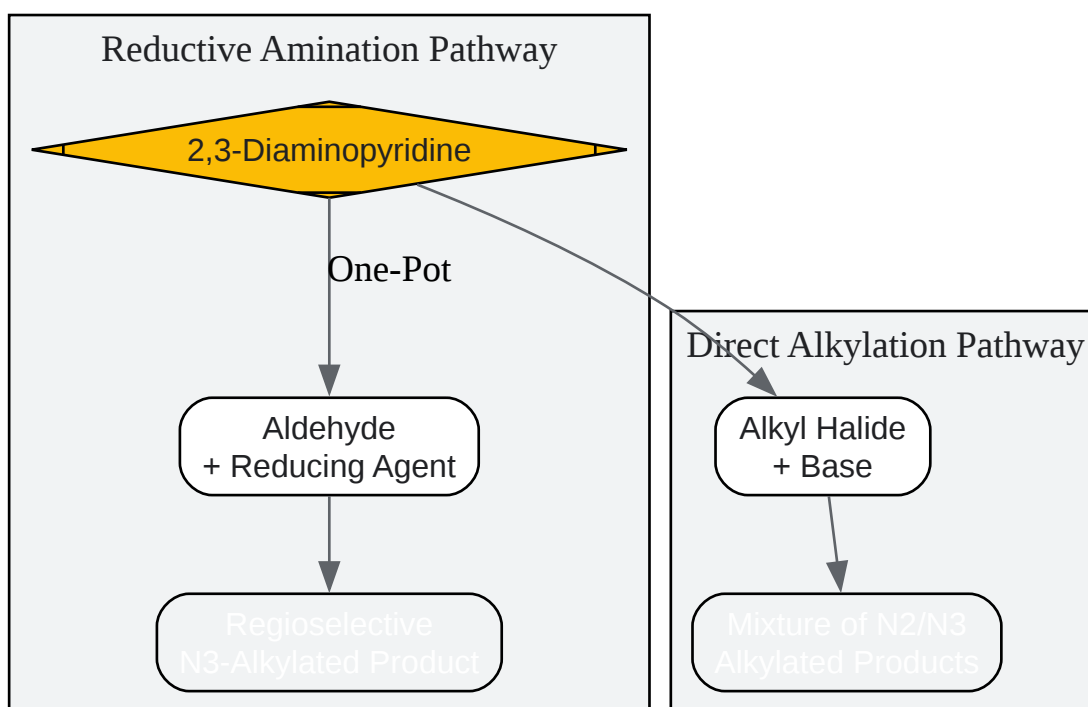 Reductive Amination Pathway
2,3-Diaminopyridine
One-Pot
Direct Alkylation Pathway
Aldehyde
+ Reducing Agent
Alkyl Halide
+ Base
Regioselective
N3-Alkylated Product
Mixture of N2/N3
Alkylated Products